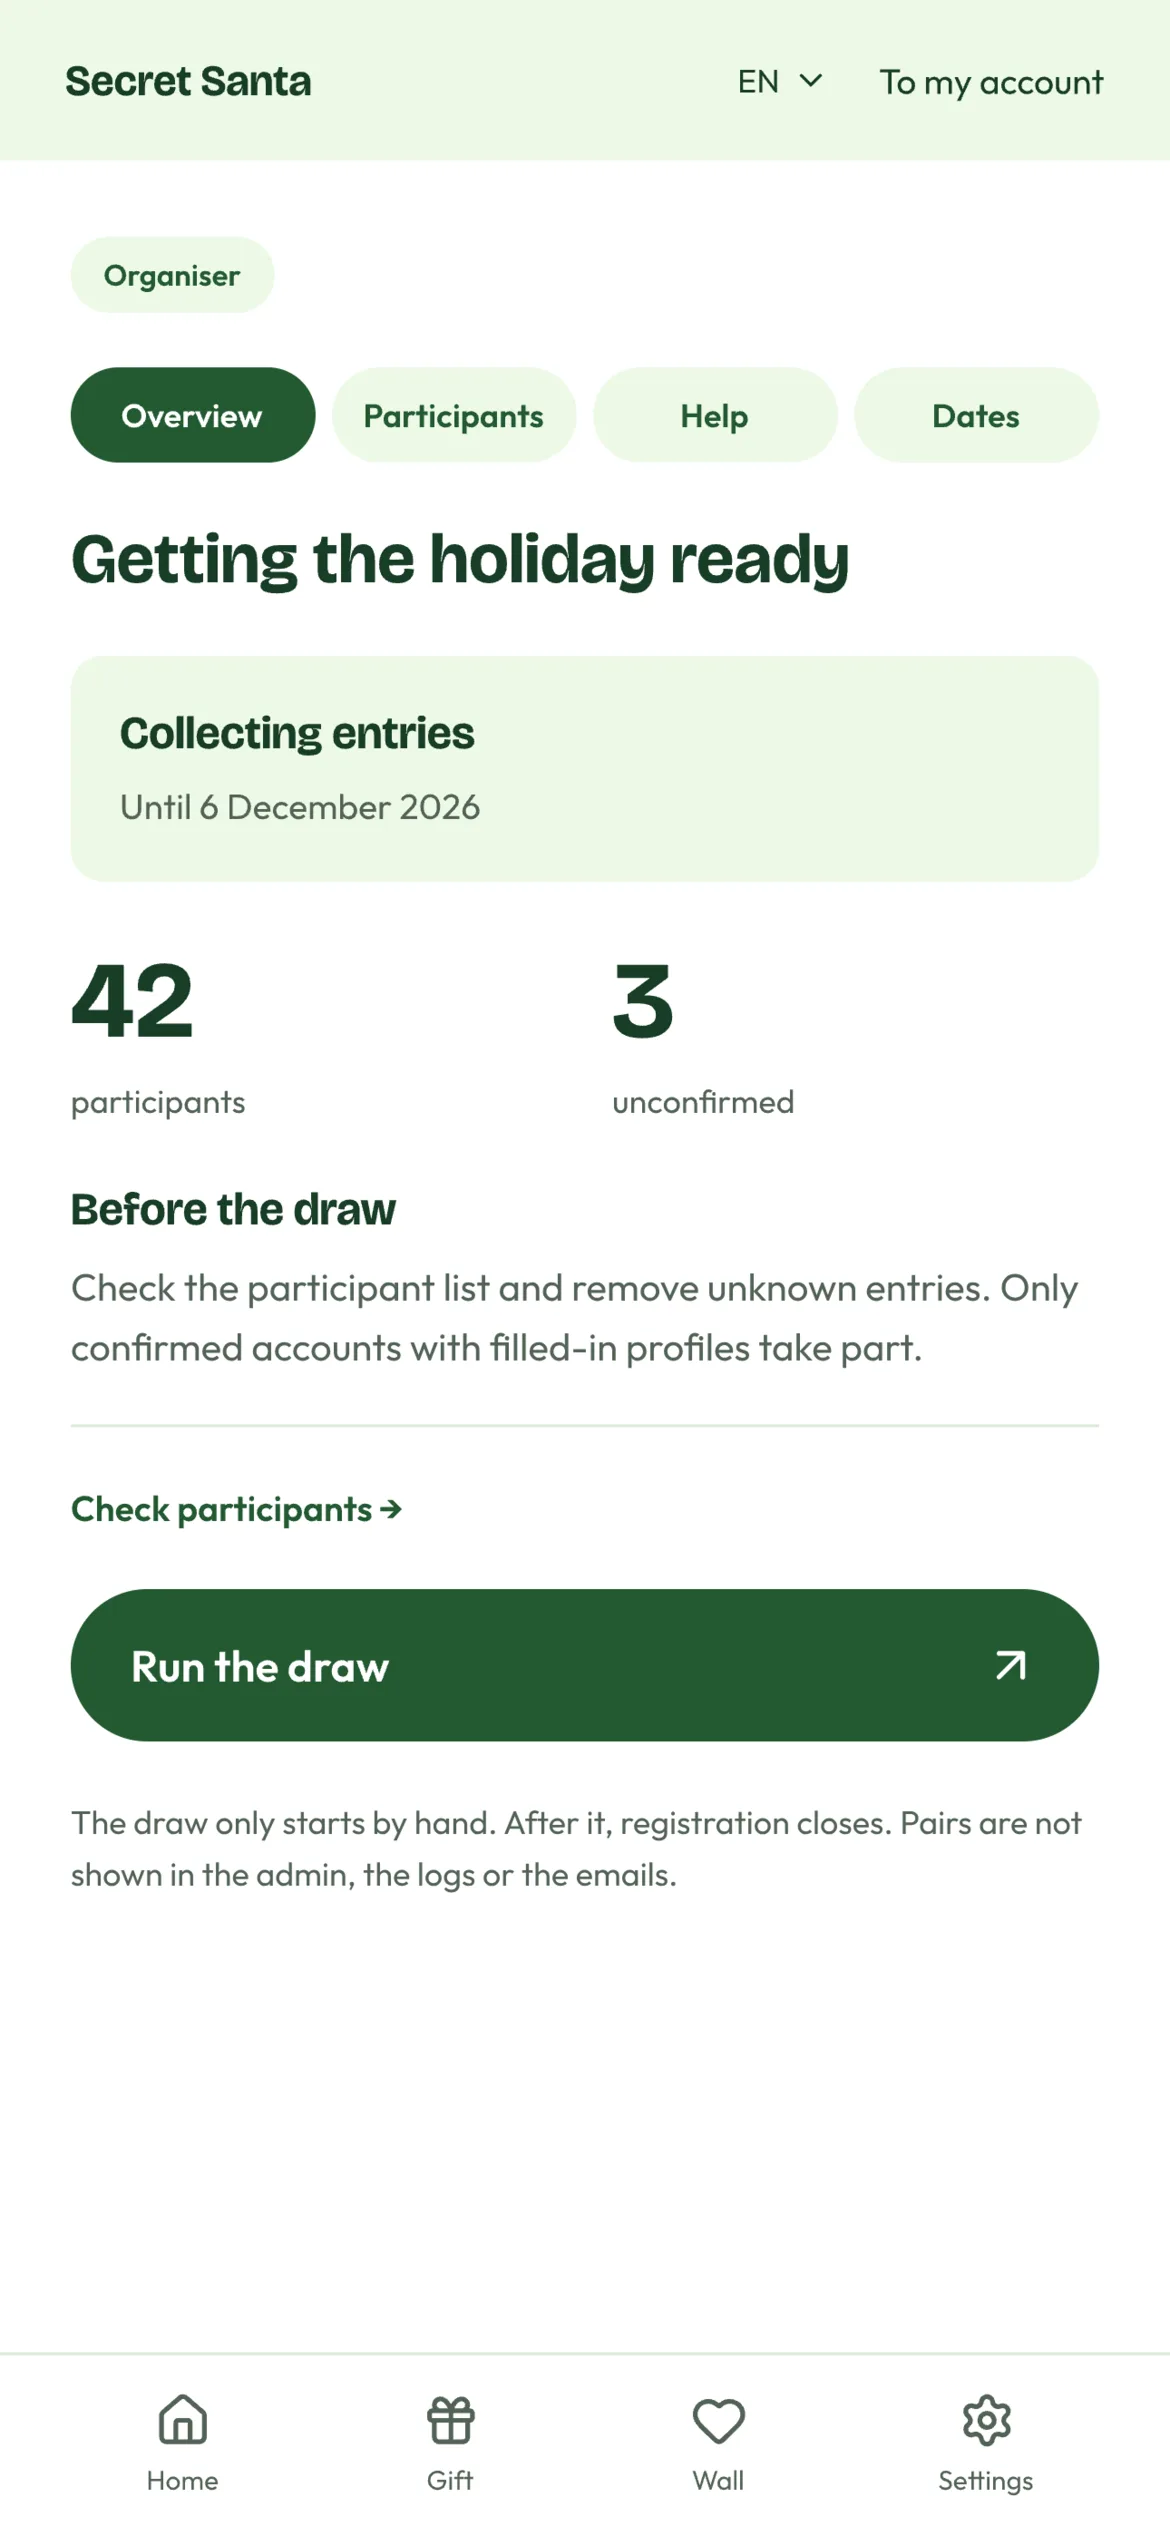 Secret Santa
EN
To my account
Organiser
Overview
Participants
Help
Dates
Getting the holiday ready
Collecting entries
Until 6 December 2026
42
3
participants
unconfirmed
Before the draw
Check the participant list and remove unknown entries. Only
confirmed accounts with filled-in profiles take part.
Check participants →
Run the draw
The draw only starts by hand. After it, registration closes. Pairs are not
shown in the admin, the logs or the emails.
Home
Gift
Wall
Settings